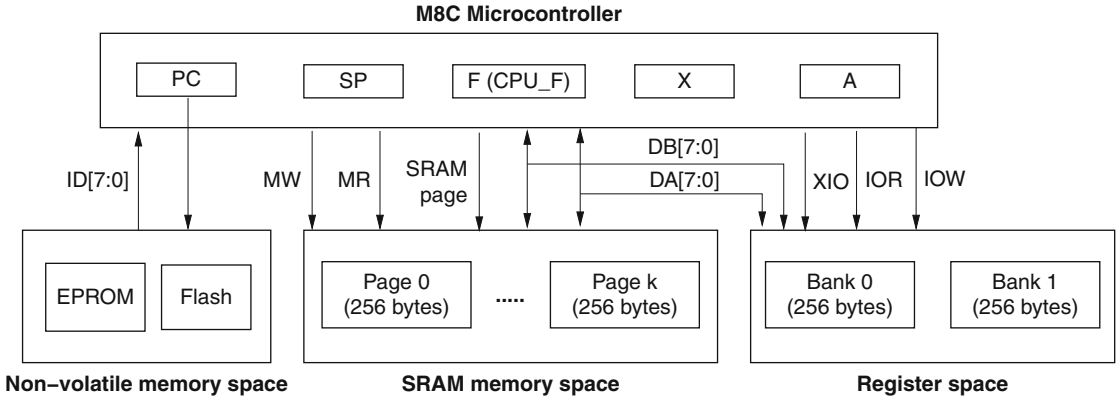 M8C Microcontroller
PC
SP
F (CPU_F)
X
A
ID[7:0]
MW
MR
SRAM
page
DB[7:0]
DA[7:0]
XIO
IOR
IOW
EPROM
Flash
Page 0
(256 bytes)
.....
Page k
(256 bytes)
Bank 0
(256 bytes)
Bank 1
(256 bytes)
Non−volatile memory space
SRAM memory space
Register space